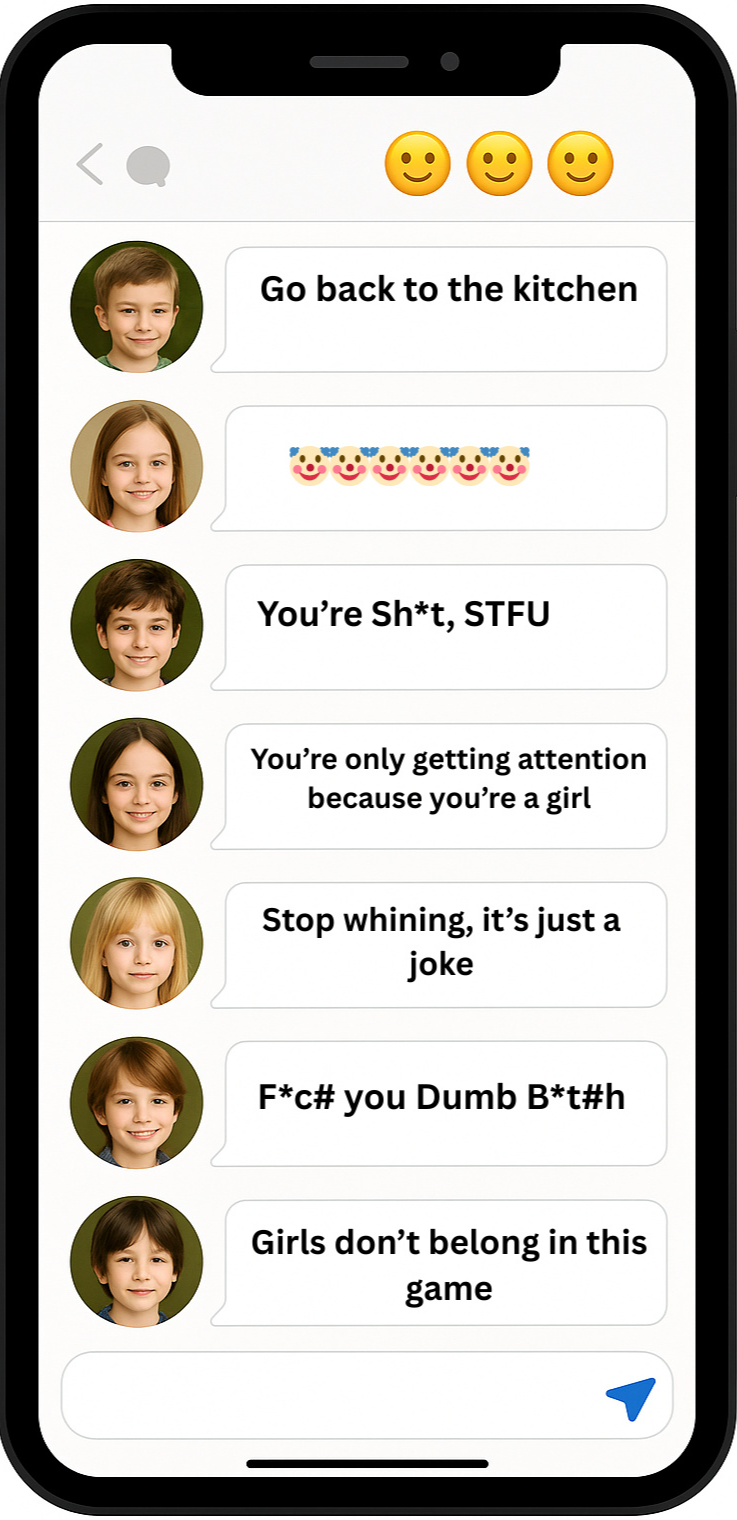 Go back to the kitchen
🤡🤡🤡🤡🤡🤡
You’re Sh*t, STFU
You’re only getting attention
because you’re a girl
Stop whining, it’s just a
joke
F*c# you Dumb B*t#h
Girls don’t belong in this
game